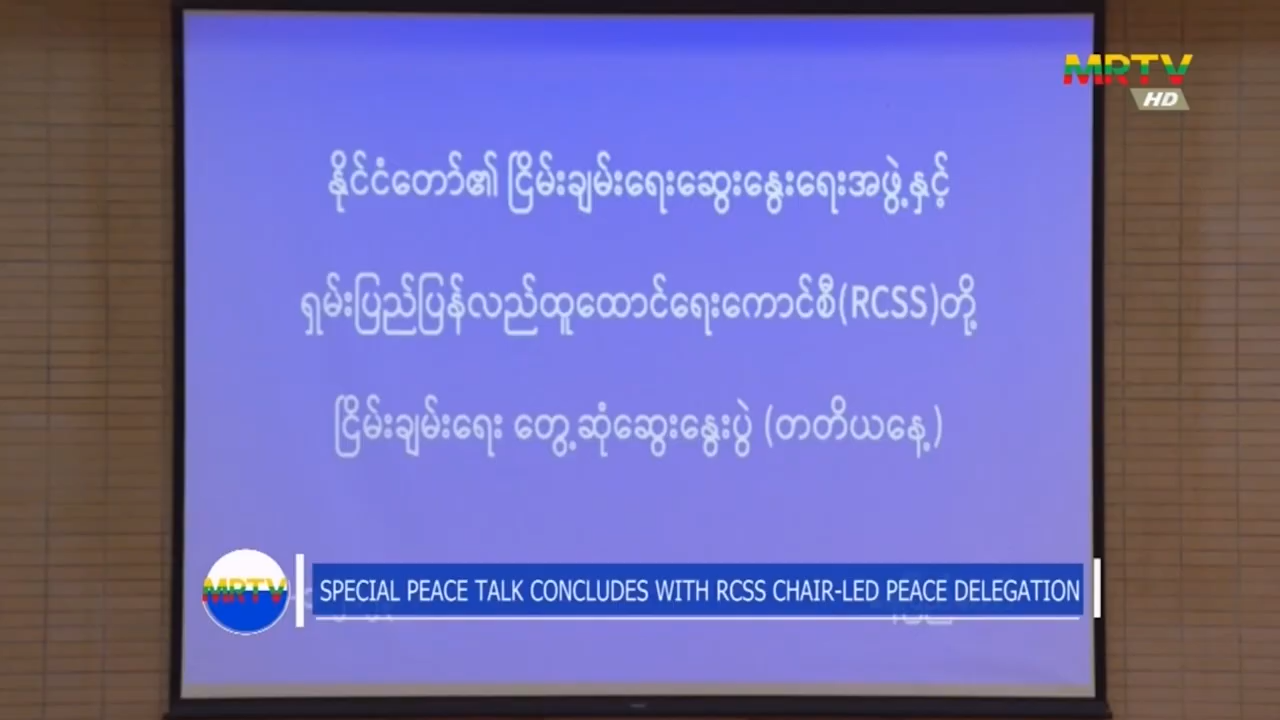 MRTV
HD
နိုင်ငံတော်၏ ငြိမ်းချမ်းရေးဆွေးနွေးရေးအဖွဲ့နှင့်
ရှမ်းပြည်ပြန်လည်ထူထောင်ရေးကောင်စီ(RCSS)တို့
ငြိမ်းချမ်းရေး တွေ့ဆုံဆွေးနွေးပွဲ (တတိယနေ့)
MRTV
SPECIAL PEACE TALK CONCLUDES WITH RCSS CHAIR-LED PEACE DELEGATION